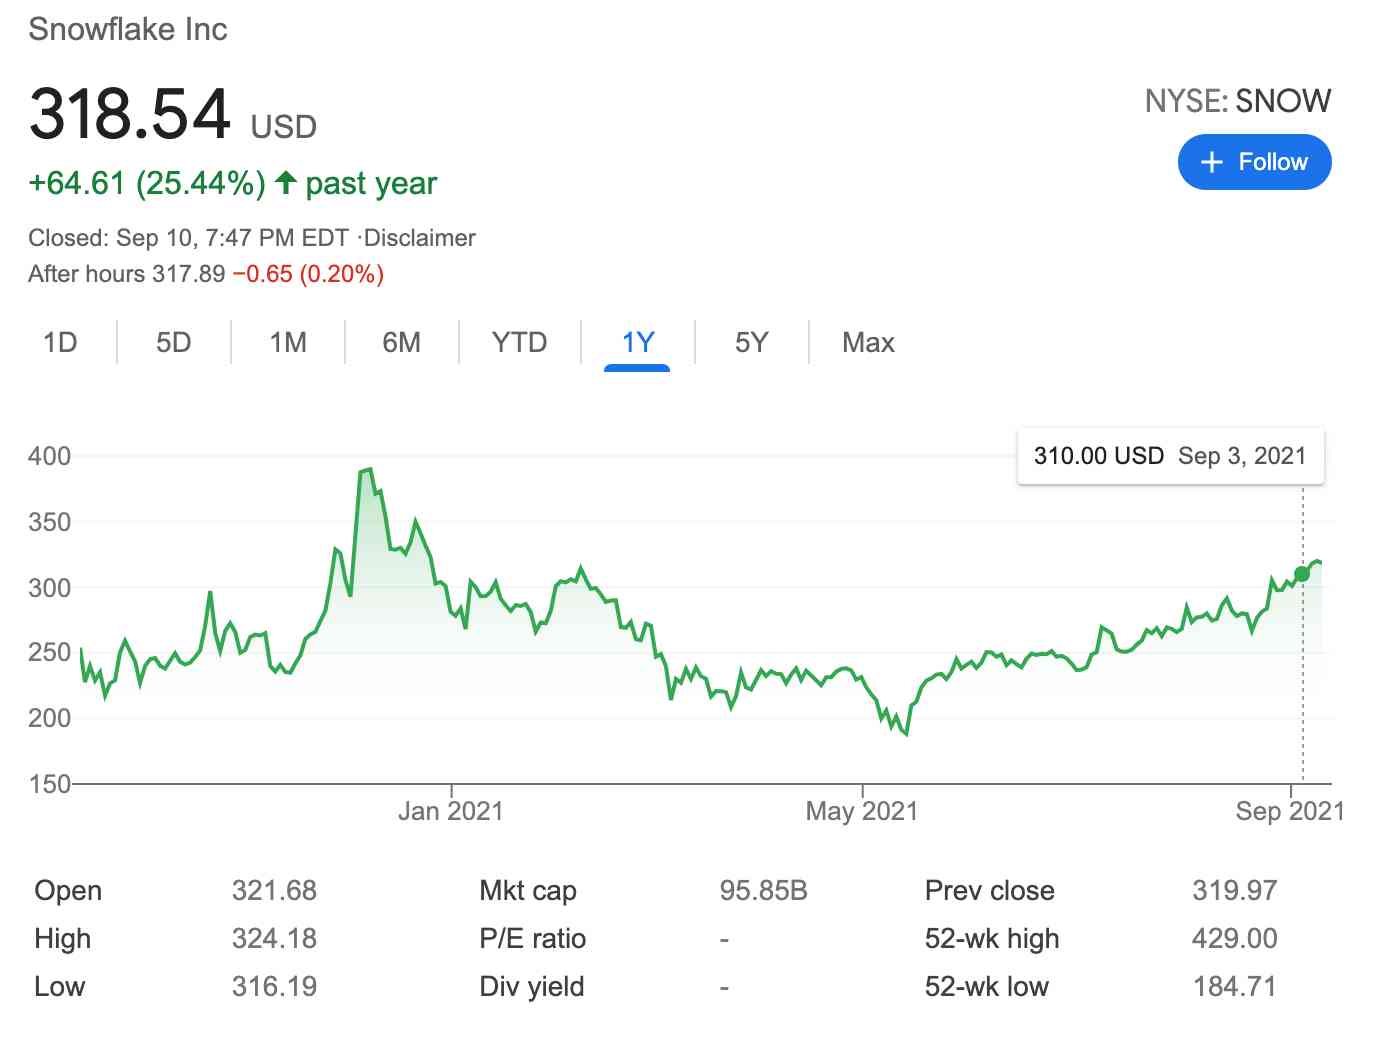 Snowflake Inc
318.54 USD
NYSE: SNOW
+ Follow
+64.61 (25.44%) ↑ past year
Closed: Sep 10, 7:47 PM EDT ·Disclaimer
After hours 317.89 −0.65 (0.20%)
1D 5D 1M 6M YTD 1Y 5Y Max
310.00 USD Sep 3, 2021
400
350
300
250
200
150
Jan 2021 May 2021 Sep 2021
Open 321.68 Mkt cap 95.85B Prev close 319.97
High 324.18 P/E ratio - 52-wk high 429.00
Low 316.19 Div yield - 52-wk low 184.71